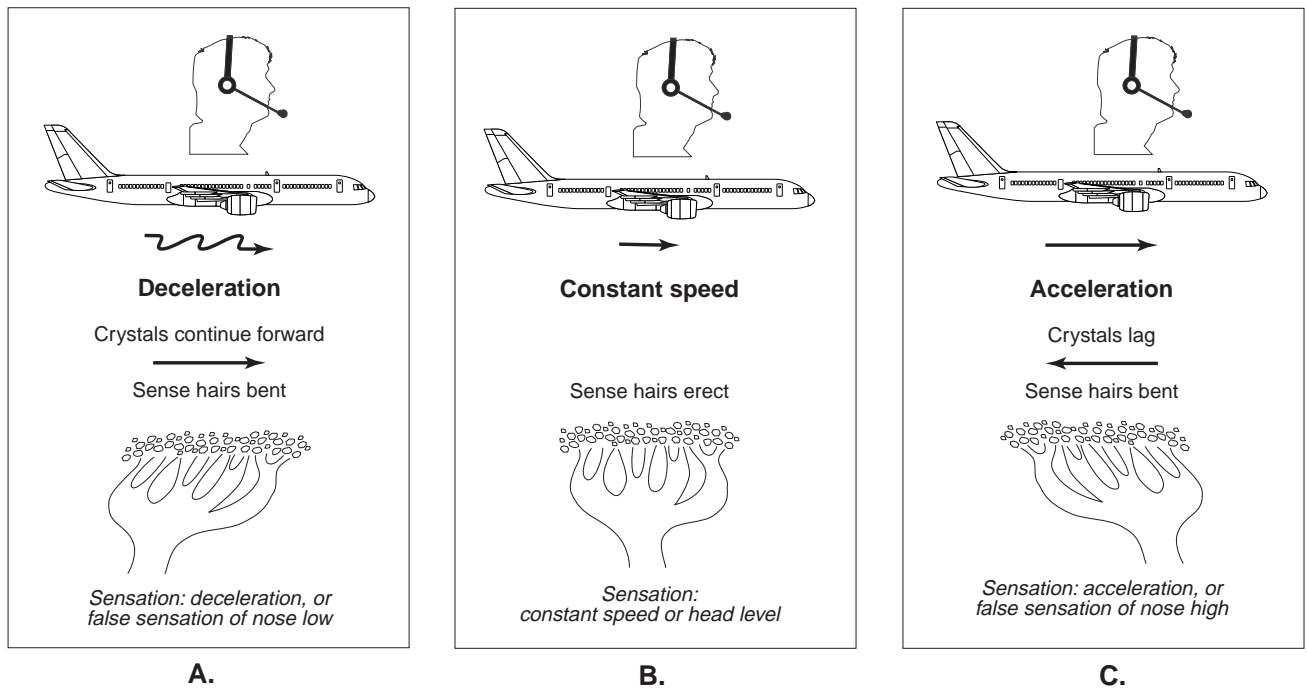 Deceleration
Crystals continue forward
Sense hairs bent
Sensation: deceleration, or
false sensation of nose low
A.
Constant speed
Sense hairs erect
Sensation:
constant speed or head level
B.
Acceleration
Crystals lag
Sense hairs bent
Sensation: acceleration, or
false sensation of nose high
C.